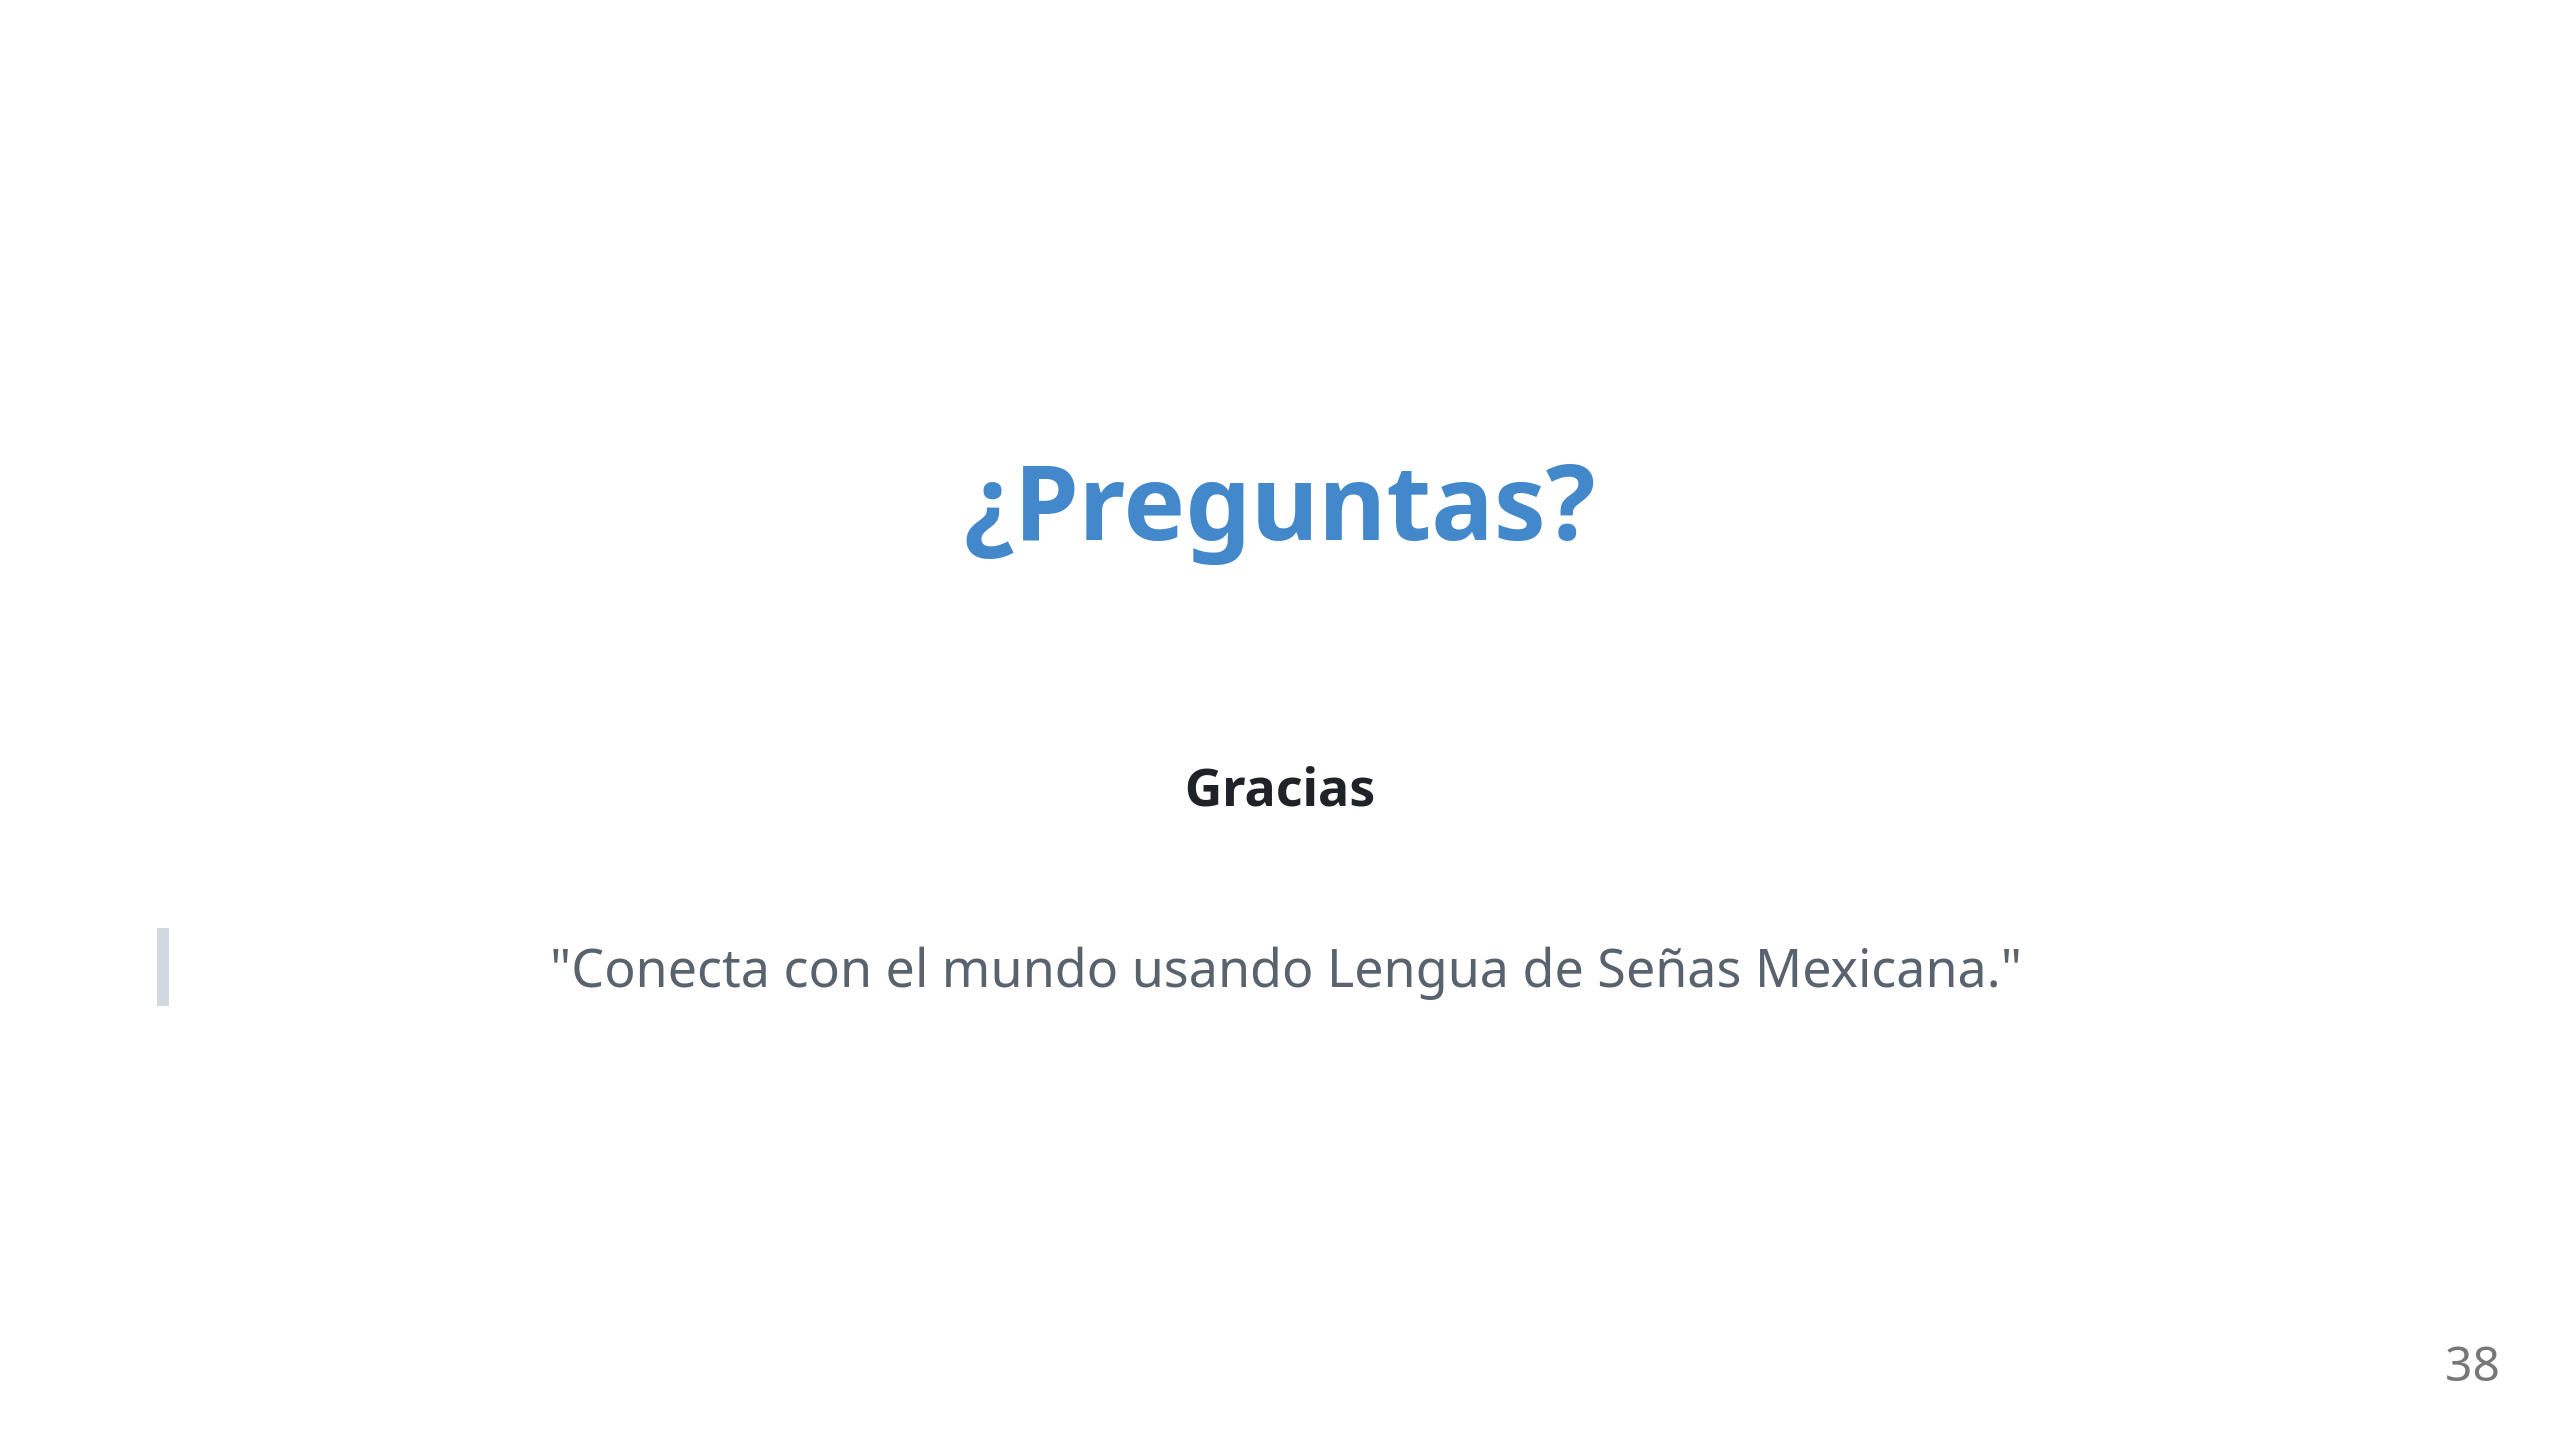 ¿Preguntas?
Gracias
"Conecta con el mundo usando Lengua de Señas Mexicana."
38